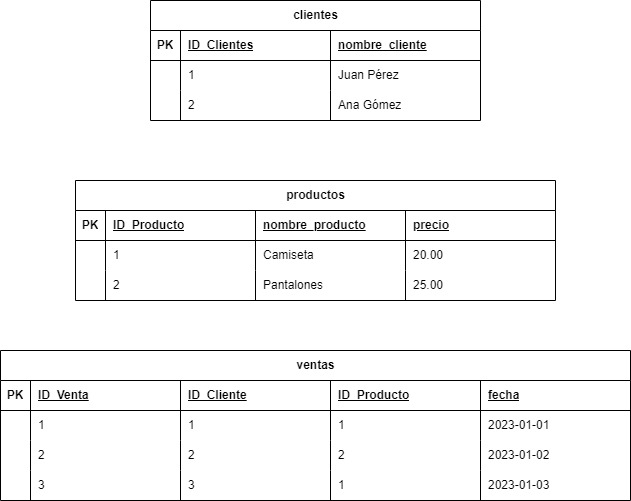 clientes
PK ID_Clientes nombre_cliente
1 Juan Pérez
2 Ana Gómez
productos
PK ID_Producto nombre_producto precio
1 Camiseta 20.00
2 Pantalones 25.00
ventas
PK ID_Venta ID_Cliente ID_Producto fecha
1 1 1 2023-01-01
2 2 2 2023-01-02
3 3 1 2023-01-03